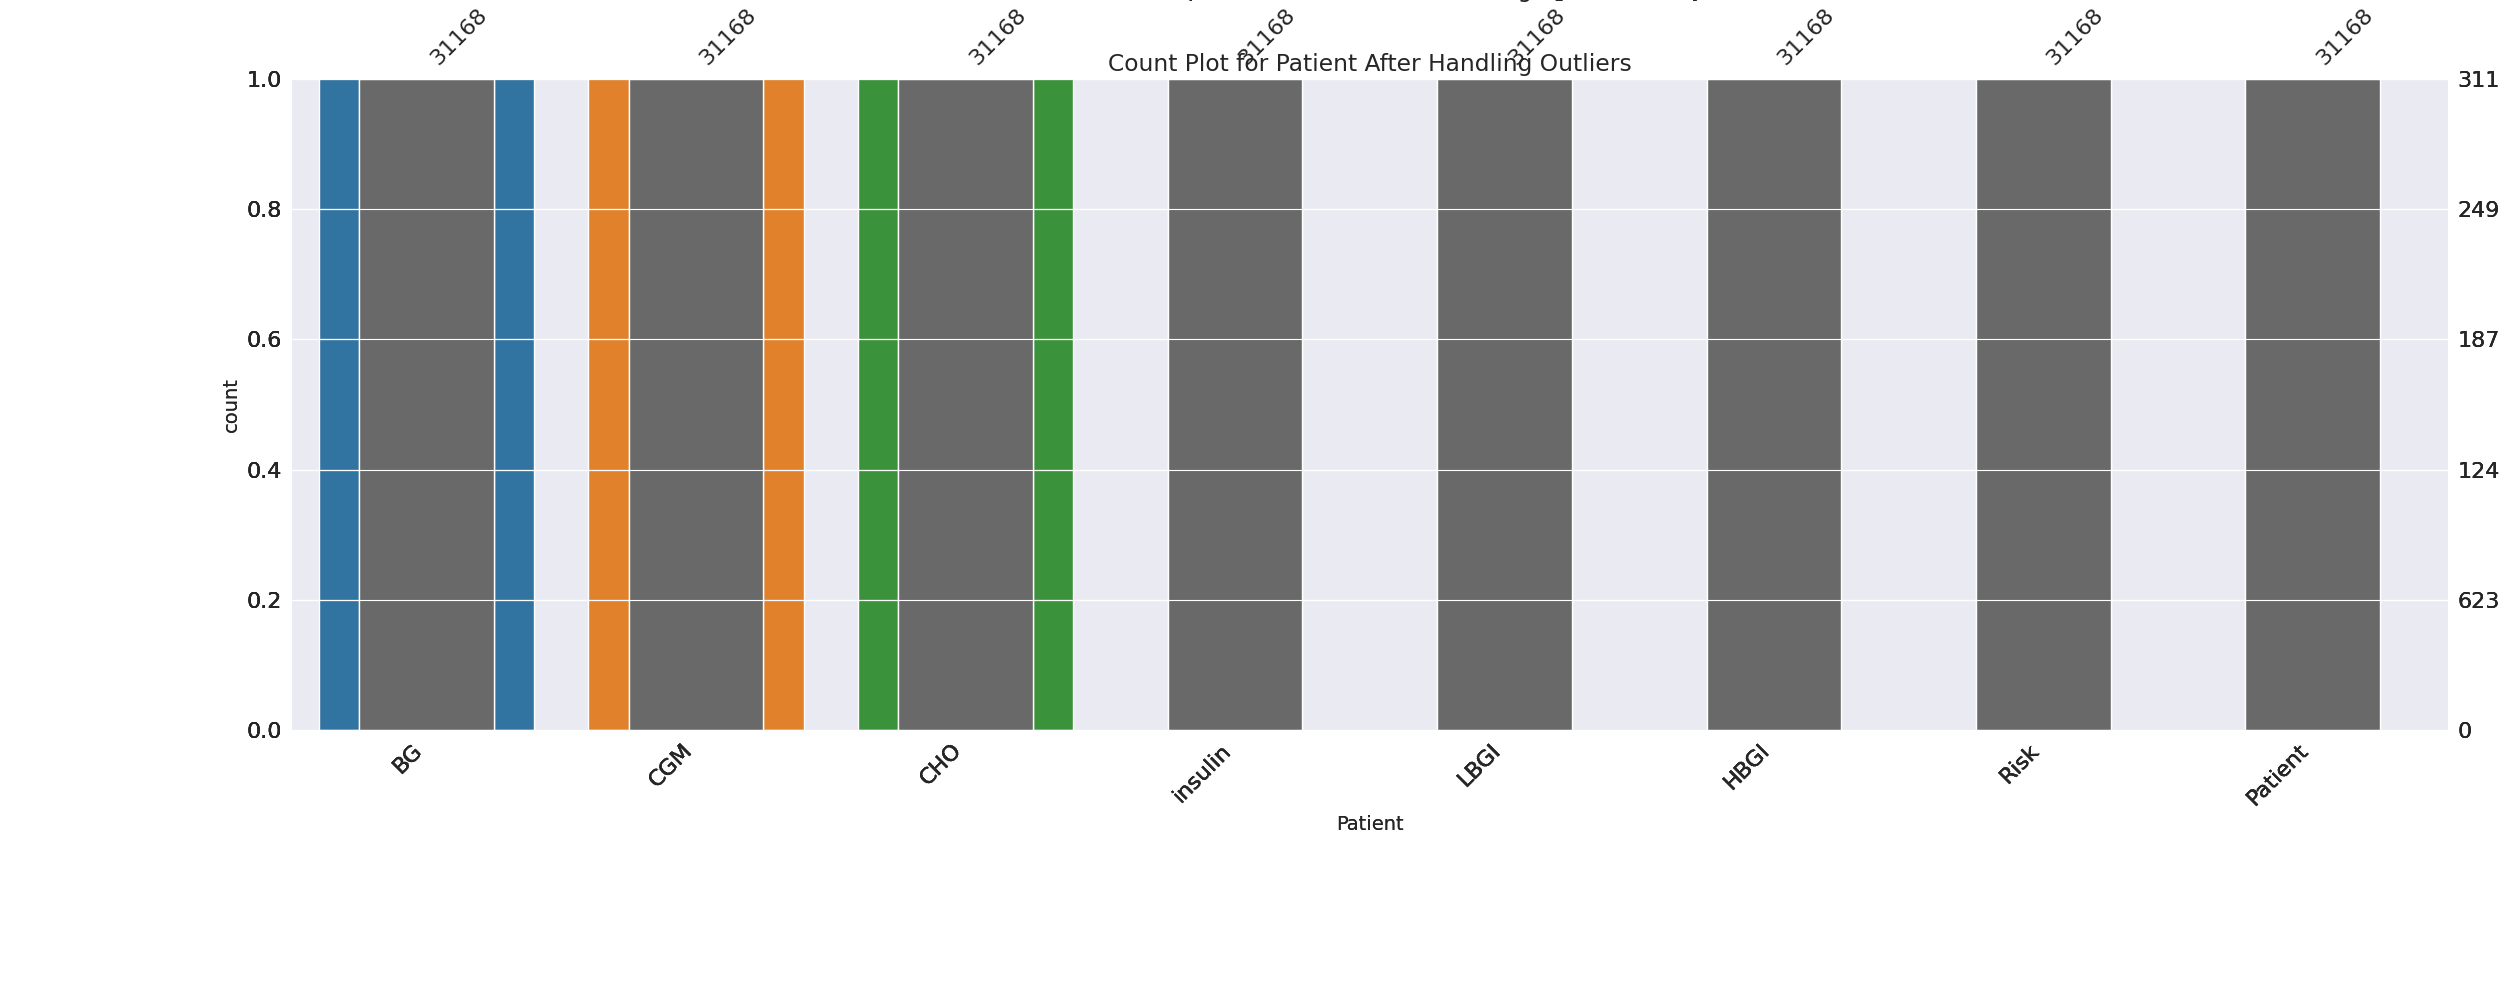 31168 31168 31168 31168 31168 31168 31168 31168
Count Plot for Patient After Handling Outliers
1.0 311
0.8 249
0.6 187
count
0.4 124
0.2 623
0.0 0
BG CGM CHO insulin LBGI HBGI Risk Patient
Patient